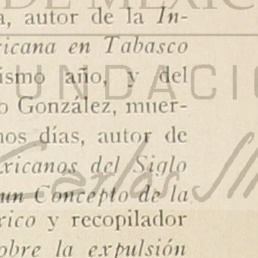 autor de la In-
ricana en Tabasco
ismo año, y del
o González, muer-
nos días, autor de
xicanos del Siglo
un Concepto de la
rico y recopilador
obre la expulsión